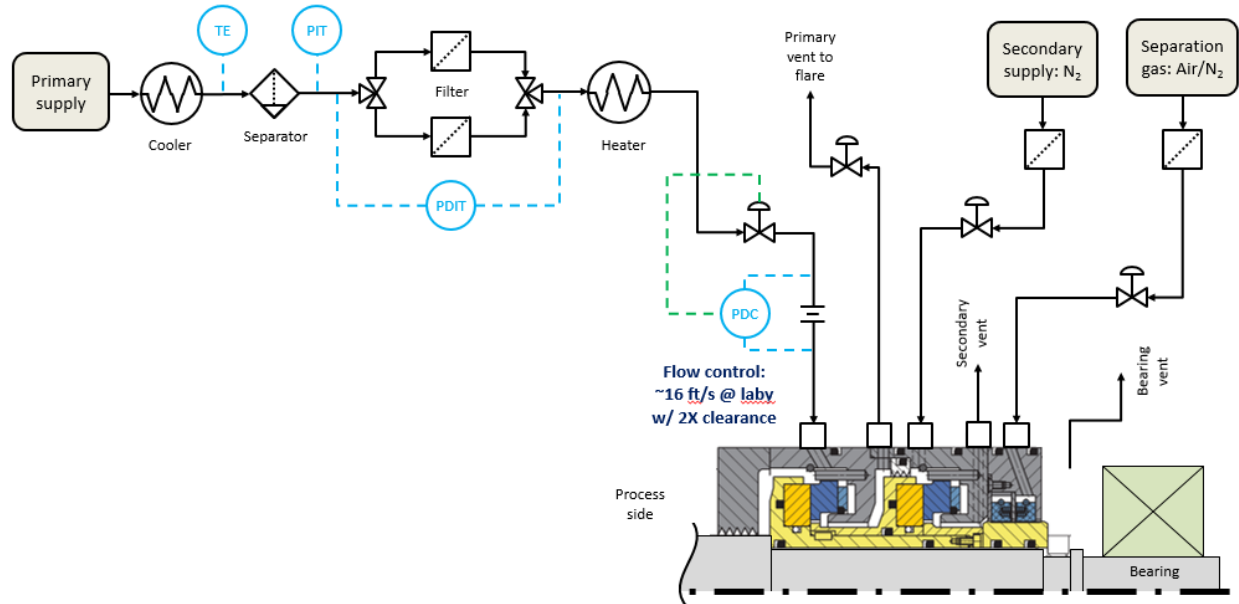 Primary
supply
TE
PIT
Cooler
Separator
Filter
PDIT
Heater
Primary
vent to
flare
Secondary
supply: N₂
Separation
gas: Air/N₂
PDC
Flow control:
~16 ft/s @ laby
w/ 2X clearance
Secondary
vent
Bearing
vent
Process
side
Bearing